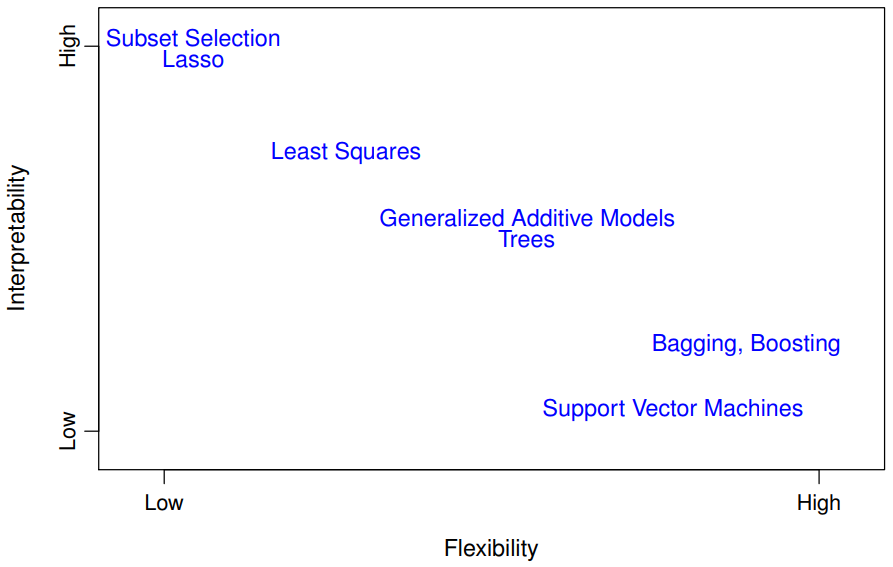 High
Subset Selection
Lasso
Least Squares
Generalized Additive Models
Trees
Interpretability
Bagging, Boosting
Support Vector Machines
Low
Low
High
Flexibility